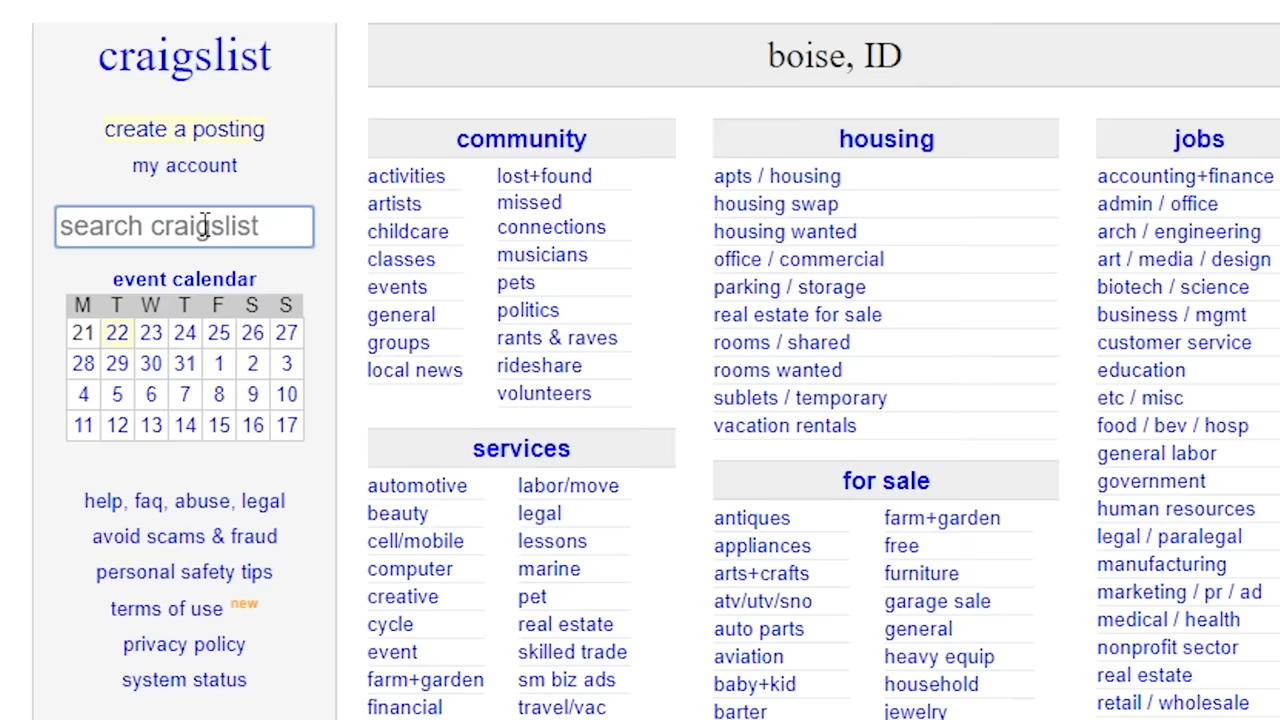 craigslist
create a posting
my account
search craigslist
event calendar
M T W T F S S
21 22 23 24 25 26 27
28 29 30 31 1 2 3
4 5 6 7 8 9 10
11 12 13 14 15 16 17
help, faq, abuse, legal
avoid scams & fraud
personal safety tips
terms of use new
privacy policy
system status
boise, ID
community
activities
artists
childcare
classes
events
general
groups
local news
lost+found
missed
connections
musicians
pets
politics
rants & raves
rideshare
volunteers
services
automotive
beauty
cell/mobile
computer
creative
cycle
event
farm+garden
financial
labor/move
legal
lessons
marine
pet
real estate
skilled trade
sm biz ads
travel/vac
housing
apts / housing
housing swap
housing wanted
office / commercial
parking / storage
real estate for sale
rooms / shared
rooms wanted
sublets / temporary
vacation rentals
for sale
antiques
appliances
arts+crafts
atv/utv/sno
auto parts
aviation
baby+kid
barter
farm+garden
free
furniture
garage sale
general
heavy equip
household
jewelry
jobs
accounting+finance
admin / office
arch / engineering
art / media / design
biotech / science
business / mgmt
customer service
education
etc / misc
food / bev / hosp
general labor
government
human resources
legal / paralegal
manufacturing
marketing / pr / ad
medical / health
nonprofit sector
real estate
retail / wholesale